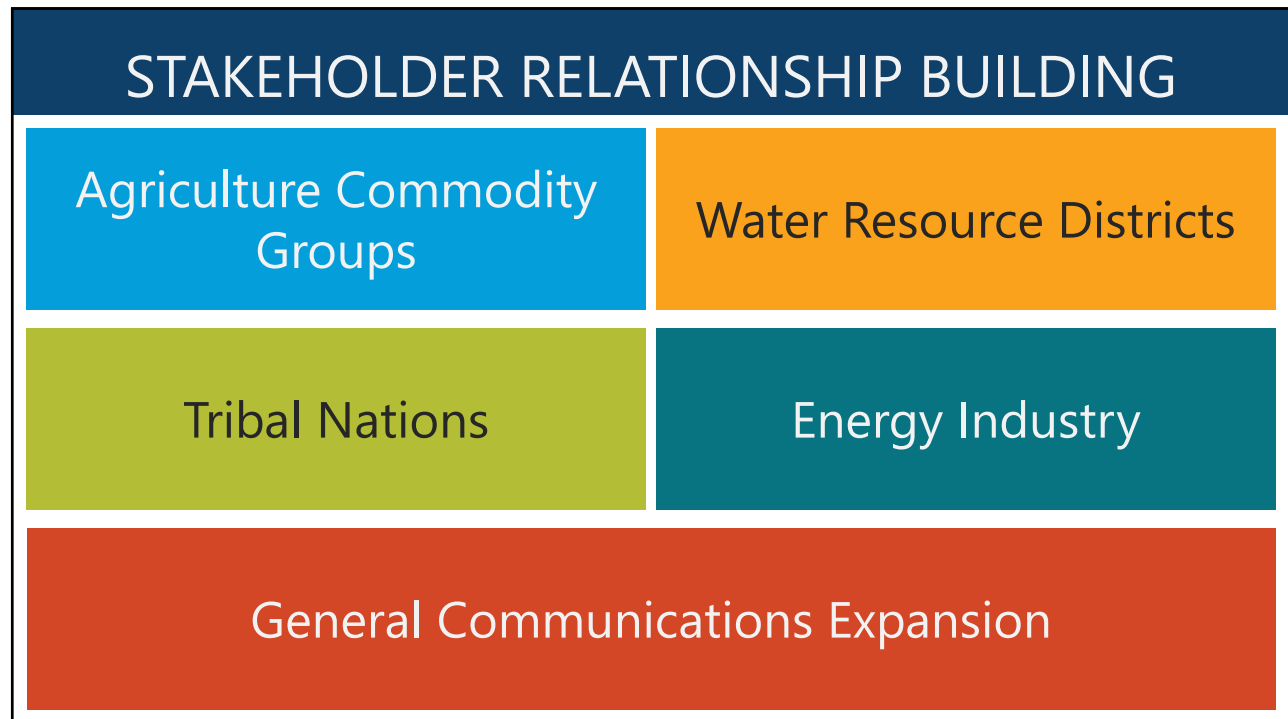 STAKEHOLDER RELATIONSHIP BUILDING
Agriculture Commodity
Groups
Water Resource Districts
Tribal Nations
Energy Industry
General Communications Expansion